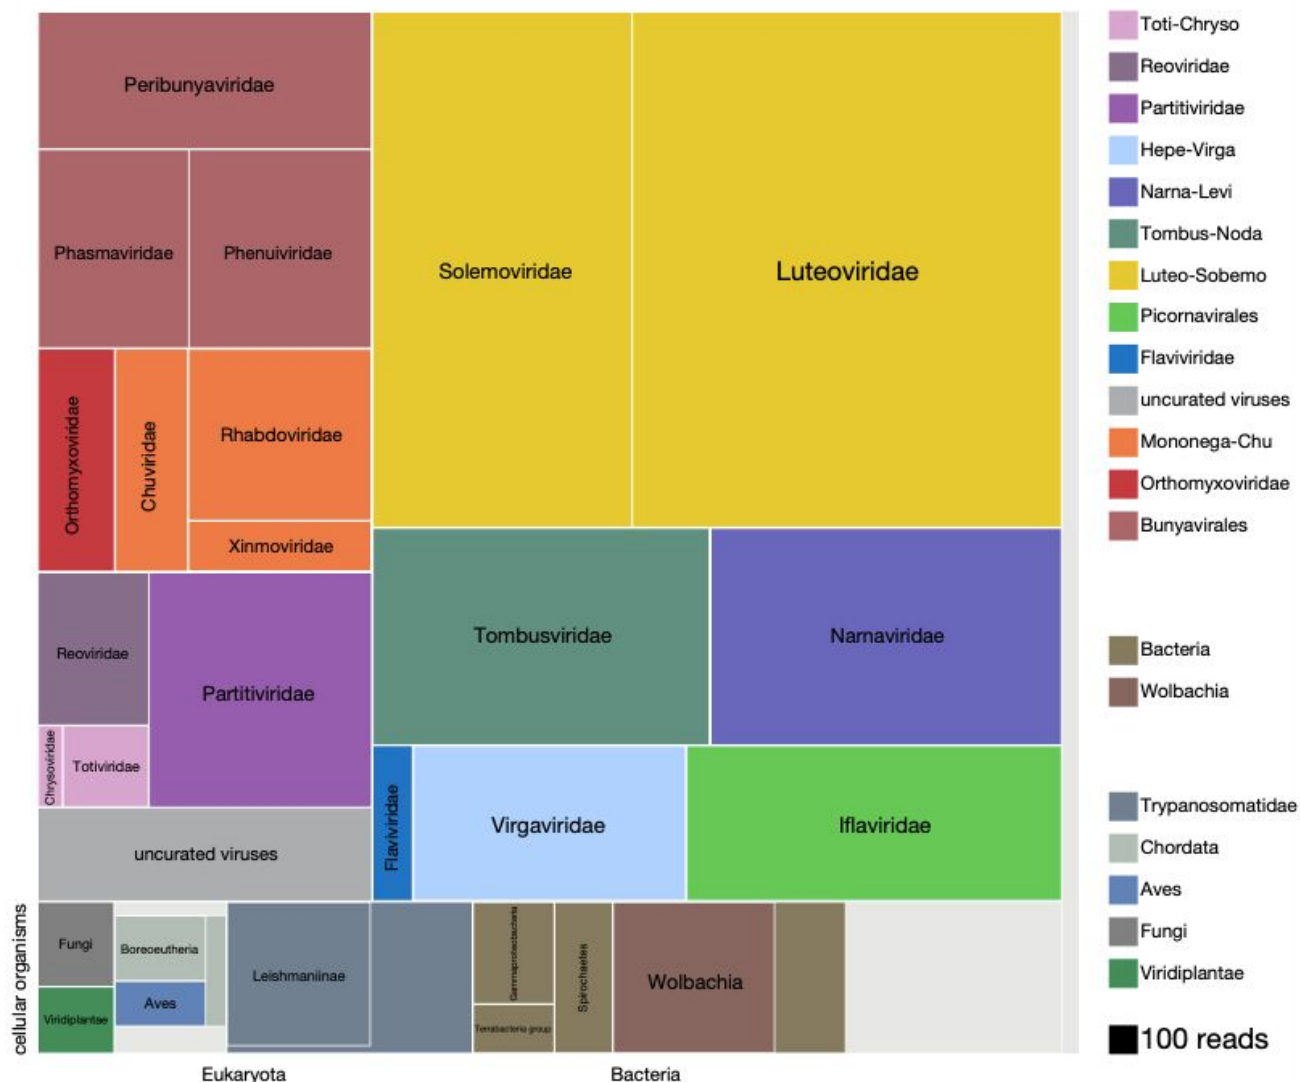 Peribunyaviridae
Phasmaviridae
Phenuiviridae
Orthomyxoviridae
Chuviridae
Rhabdoviridae
Xinmoviridae
Reoviridae
Partitiviridae
Chrysoviridae
Totiviridae
uncurated viruses
Solemoviridae
Luteoviridae
Tombusviridae
Narnaviridae
Flaviviridae
Virgaviridae
Iflaviridae
cellular organisms
Fungi
Viridiplantae
Boreoeutheria
Aves
Leishmaniinae
Gammaproteobacteria
Terrabacteria group
Spirochaetes
Wolbachia
Eukaryota
Bacteria
Toti-Chryso
Reoviridae
Partitiviridae
Hepe-Virga
Narna-Levi
Tombus-Noda
Luteo-Sobemo
Picornavirales
Flaviviridae
uncurated viruses
Mononega-Chu
Orthomyxoviridae
Bunyavirales
Bacteria
Wolbachia
Trypanosomatidae
Chordata
Aves
Fungi
Viridiplantae
100 reads